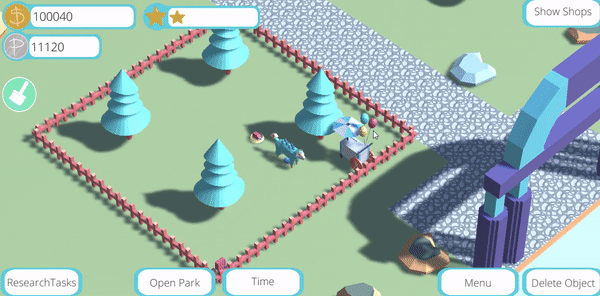 100040
Show Shops
11120
ResearchTasks
Open Park
Time
Menu
Delete Object